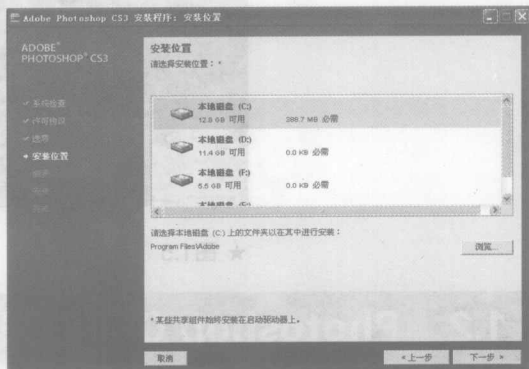 Adobe Photoshop CS3 安装程序: 安装位置
ADOBE®
PHOTOSHOP® CS3
系统检查
许可协议
选项
安装位置
安装位置
请选择安装位置：*
本地磁盘 (C:)
12.0 GB 可用 388.7 MB 必需
本地磁盘 (D:)
11.4 GB 可用 0.0 KB 必需
本地磁盘 (F:)
5.5 GB 可用 0.0 KB 必需
请选择本地磁盘 (C:) 上的文件夹以在其中进行安装：
Program Files\Adobe
浏览...
*某些共享组件始终安装在启动驱动器上。
取消
上一步
下一步